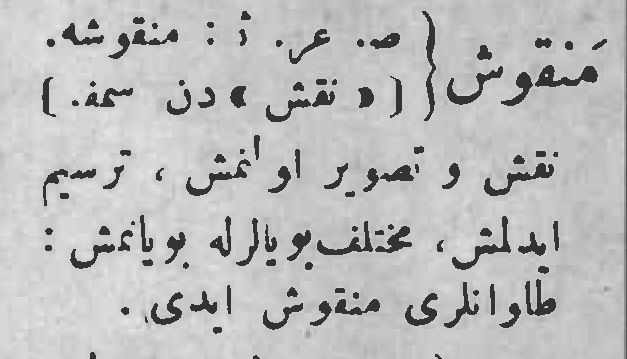 مَنقوش { ص. عر. ث : منقوشه.
[ « نقش » دن سمف. ]
نقش و تصویر اولنمش ، ترسیم
ایدلمش، مختلف بویالرله بویانمش :
طاوانلری منقوش ایدی .